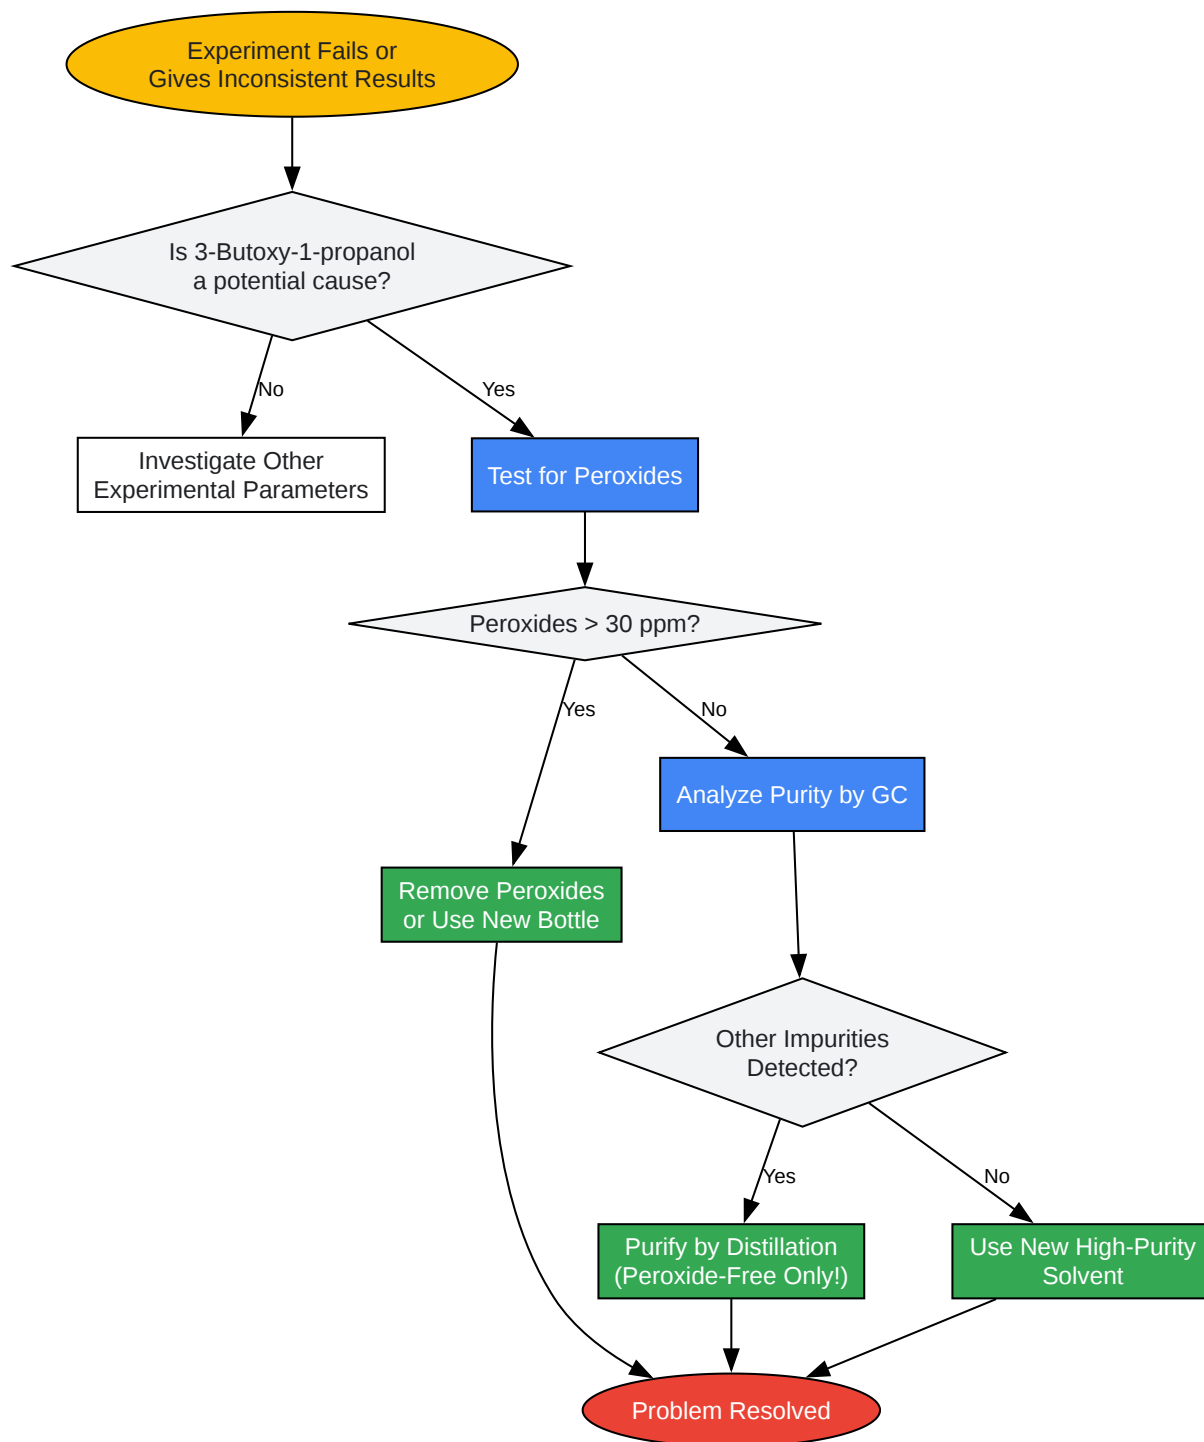 Experiment Fails or
Gives Inconsistent Results
Is 3-Butoxy-1-propanol
a potential cause?
No
Yes
Investigate Other
Experimental Parameters
Test for Peroxides
Peroxides > 30 ppm?
Yes
No
Analyze Purity by GC
Remove Peroxides
or Use New Bottle
Other Impurities
Detected?
Yes
No
Purify by Distillation
(Peroxide-Free Only!)
Use New High-Purity
Solvent
Problem Resolved